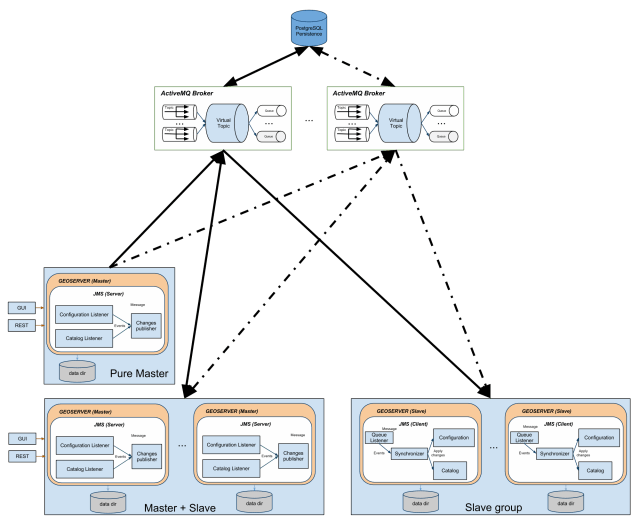 PostgreSQL
Persistence
ActiveMQ Broker
Topic
...
Topic
Virtual
Topic
Queue
...
Queue
...
ActiveMQ Broker
Topic
...
Topic
Virtual
Topic
Queue
...
Queue
GUI
REST
GEOSERVER (Master)
JMS (Server)
Message
Configuration Listener
Events
Changes
publisher
Catalog Listener
data dir
Pure Master
GUI
REST
GEOSERVER (Master)
JMS (Server)
Message
Configuration Listener
Events
Changes
publisher
Catalog Listener
data dir
...
GEOSERVER (Master)
JMS (Server)
Message
Configuration Listener
Events
Changes
publisher
Catalog Listener
data dir
Master + Slave
GEOSERVER (Slave)
JMS (Client)
Message
Queue
Listener
Configuration
Events
Synchronizer
Apply
changes
Catalog
data dir
...
GEOSERVER (Slave)
JMS (Client)
Message
Queue
Listener
Configuration
Events
Synchronizer
Apply
changes
Catalog
data dir
Slave group